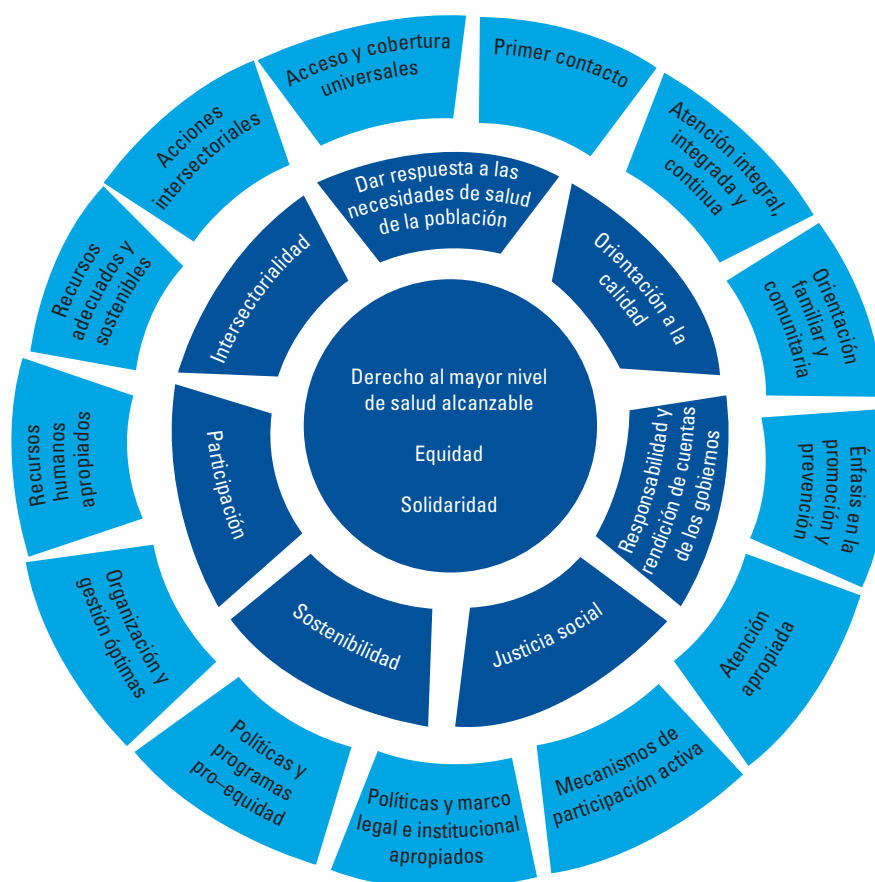 Derecho al mayor nivel
de salud alcanzable
Equidad
Solidaridad
Dar respuesta a las
necesidades de salud
de la población
Orientación a la
calidad
Responsabilidad y
rendición de cuentas
de los gobiernos
Justicia social
Sostenibilidad
Participación
Intersectorialidad
Acceso y cobertura
universales
Primer contacto
Atención integral,
integrada y
continua
Orientación
familiar y
comunitaria
Énfasis en la
promoción y
prevención
Atención
apropiada
Mecanismos de
participación activa
Políticas y marco
legal e institucional
apropiados
Políticas y
programas
pro–equidad
Organización y
gestión óptimas
Recursos
humanos
apropiados
Recursos
adecuados y
sostenibles
Acciones
intersectoriales